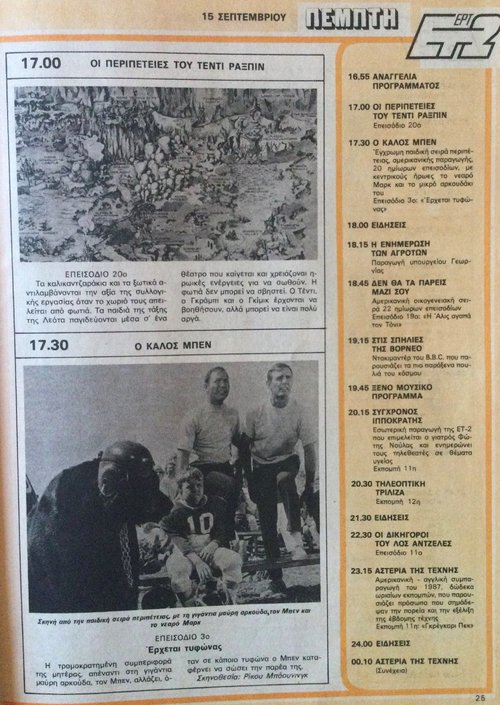 15 ΣΕΠΤΕΜΒΡΙΟΥ ΠΕΜΠΤΗ
ΕΡΤ
ET2
17.00 ΟΙ ΠΕΡΙΠΕΤΕΙΕΣ ΤΟΥ ΤΕΝΤΙ ΡΑΞΠΙΝ
ΕΠΕΙΣΟΔΙΟ 20ο
Τα καλικαντζαράκια και τα ξωτικά α-
ντιλαμβάνονται την αξία της συλλογι-
κής εργασίας όταν το χωριό τους απει-
λείται από φωτιά. Τα παιδιά της τάξης
της Λεότα παγιδεύονται μέσα σ' ένα
θέατρο που καίγεται και χρειάζονται η-
ρωικές ενέργειες για να σωθούν. Η
φωτιά δεν μπορεί να σβηστεί. Ο Τέντι,
ο Γκράμπι και ο Γκίμικ έρχονται να
βοηθήσουν, αλλά μπορεί να είναι πολύ
αργά.
17.30 Ο ΚΑΛΟΣ ΜΠΕΝ
10
Σκηνή από την παιδική σειρά περιπέτειας, με τη γιγάντια μαύρη αρκούδα, τον Μπεν και
το νεαρό Μαρκ
ΕΠΕΙΣΟΔΙΟ 3ο
Έρχεται τυφώνας
Η τρομοκρατημένη συμπεριφορά
της μητέρας, απέναντι στη γιγάντια
μαύρη αρκούδα, τον Μπεν, αλλάζει, ό-
ταν σε κάποιο τυφώνα ο Μπεν κατα-
φέρνει να σώσει την παρέα της.
Σκηνοθεσία: Ρίκου Μπάουνινγκ
16.55 ΑΝΑΓΓΕΛΙΑ
ΠΡΟΓΡΑΜΜΑΤΟΣ
17.00 ΟΙ ΠΕΡΙΠΕΤΕΙΕΣ
ΤΟΥ ΤΕΝΤΙ ΡΑΞΠΙΝ
Επεισόδιο 20ό
17.30 Ο ΚΑΛΟΣ ΜΠΕΝ
Έγχρωμη παιδική σειρά περιπέ-
τειας, αμερικανικής παραγωγής,
20 ημίωρων επεισοδίων, με
κεντρικούς ήρωες το νεαρό
Μαρκ και το μικρό αρκουδάκι
του
Επεισόδιο 3ο: «Έρχεται τυφώ-
νας»
18.00 ΕΙΔΗΣΕΙΣ
18.15 Η ΕΝΗΜΕΡΩΣΗ
ΤΩΝ ΑΓΡΟΤΩΝ
Παραγωγή υπουργείου Γεωρ-
γίας
18.45 ΔΕΝ ΘΑ ΤΑ ΠΑΡΕΙΣ
ΜΑΖΙ ΣΟΥ
Αμερικανική οικογενειακή σει-
ρά 22 ημίωρων επεισοδίων
Επεισόδιο 19ο: «Η Άλις αγαπά
τον Τόνι»
19.15 ΣΤΙΣ ΣΠΗΛΙΕΣ
ΤΗΣ ΒΟΡΝΕΟ
Ντοκιμαντέρ του B.B.C. που πα-
ρουσιάζει τα πιο παράξενα που-
λιά του κόσμου
19.45 ΞΕΝΟ ΜΟΥΣΙΚΟ
ΠΡΟΓΡΑΜΜΑ
20.15 ΣΥΓΧΡΟΝΟΣ
ΙΠΠΟΚΡΑΤΗΣ
Εσωτερική παραγωγή της ΕΤ-2
που επιμελείται ο γιατρός Φώ-
της Νούλας και ενημερώνει
τους τηλεθεατές σε θέματα
υγείας
Εκπομπή 11η
20.30 ΤΗΛΕΟΠΤΙΚΗ
ΤΡΙΛΙΖΑ
Εκπομπή 12η
21.30 ΕΙΔΗΣΕΙΣ
22.30 ΟΙ ΔΙΚΗΓΟΡΟΙ
ΤΟΥ ΛΟΣ ΑΝΤΖΕΛΕΣ
Επεισόδιο 11ο
23.15 ΑΣΤΕΡΙΑ ΤΗΣ ΤΕΧΝΗΣ
Αμερικανική - αγγλική συμπα-
ραγωγή του 1987, δώδεκα
ωριαίων εκπομπών, που παρου-
σιάζει πρόσωπα που σημάδε-
ψαν την πορεία και την εξέλιξη
της έβδομης τέχνης
Εκπομπή 11η: «Γκρέγκορι Πεκ»
24.00 ΕΙΔΗΣΕΙΣ
00.10 ΑΣΤΕΡΙΑ ΤΗΣ ΤΕΧΝΗΣ
(Συνέχεια)
25